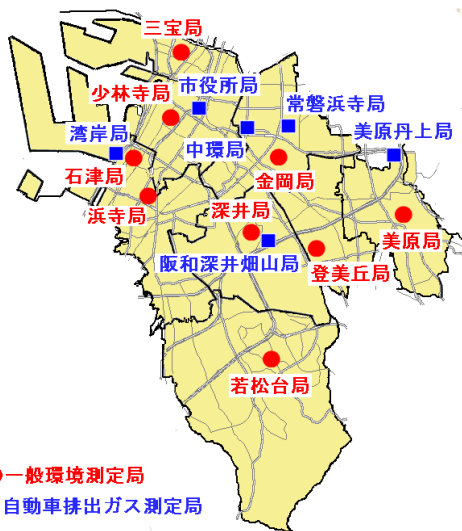 三宝局
市役所局
少林寺局
常磐浜寺局
湾岸局
中環局
美原丹上局
石津局
金岡局
浜寺局
深井局
美原局
阪和深井畑山局
登美丘局
若松台局
一般環境測定局
自動車排出ガス測定局